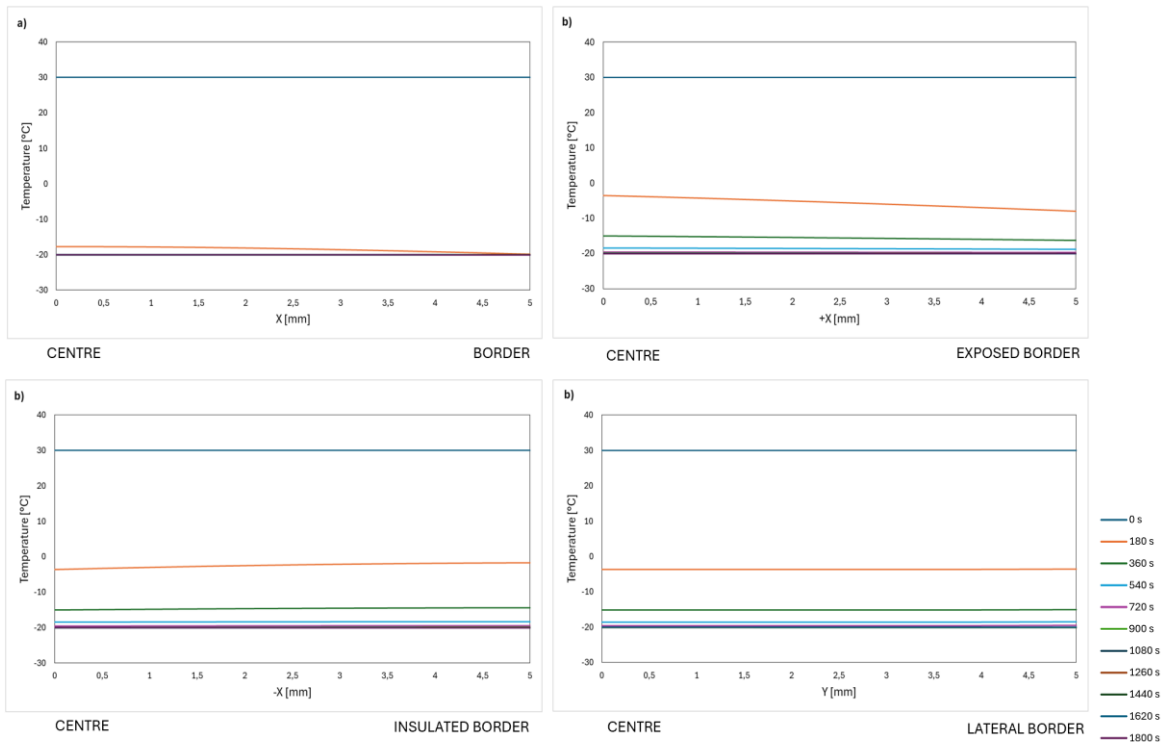 a)
40
30
20
10
0
-10
-20
-30
Temperature [°C]
0 0,5 1 1,5 2 2,5 3 3,5 4 4,5 5
X [mm]
CENTRE BORDER
b)
40
30
20
10
0
-10
-20
-30
Temperature [°C]
0 0,5 1 1,5 2 2,5 3 3,5 4 4,5 5
+X [mm]
CENTRE EXPOSED BORDER
b)
40
30
20
10
0
-10
-20
-30
Temperature [°C]
0 0,5 1 1,5 2 2,5 3 3,5 4 4,5 5
-X [mm]
CENTRE INSULATED BORDER
b)
40
30
20
10
0
-10
-20
-30
Temperature [°C]
0 0,5 1 1,5 2 2,5 3 3,5 4 4,5 5
Y [mm]
CENTRE LATERAL BORDER
0 s
180 s
360 s
540 s
720 s
900 s
1080 s
1260 s
1440 s
1620 s
1800 s